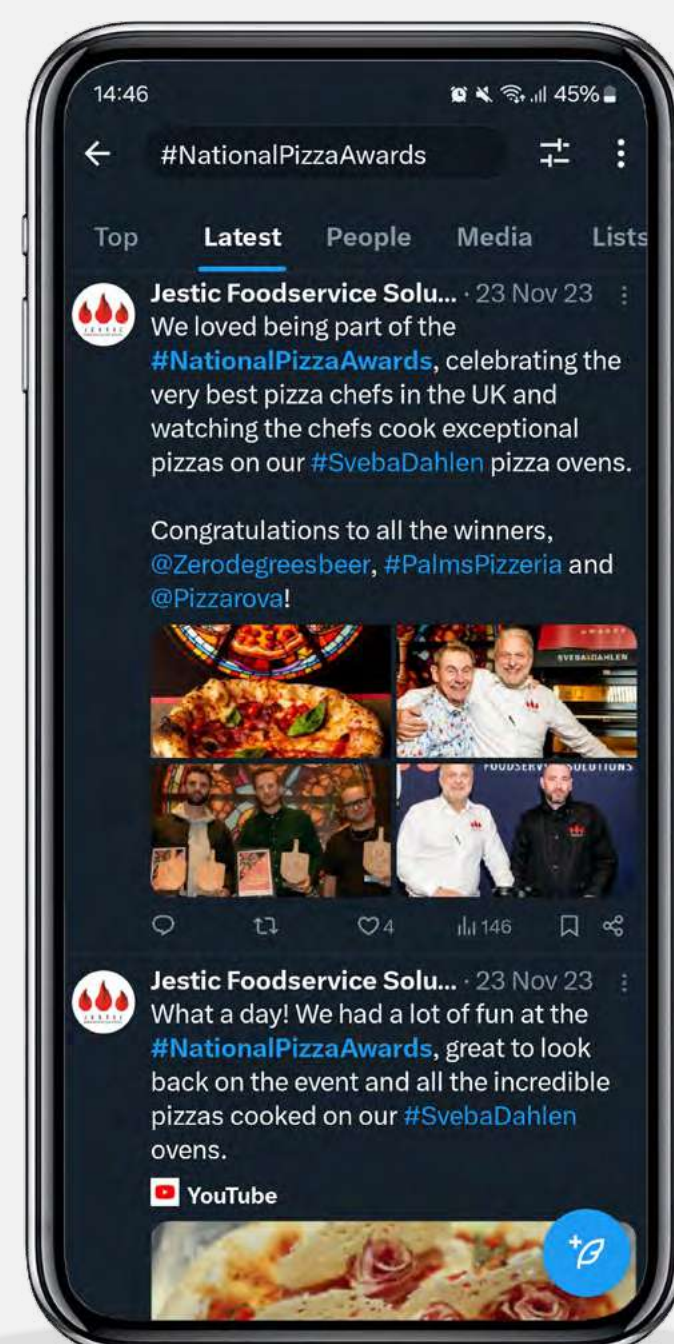 14:46
45%
#NationalPizzaAwards
Top Latest People Media Lists
Jestic Foodservice Solu... · 23 Nov 23
We loved being part of the
#NationalPizzaAwards, celebrating the
very best pizza chefs in the UK and
watching the chefs cook exceptional
pizzas on our #SvebaDahlen pizza ovens.
Congratulations to all the winners,
@Zerodegreesbeer, #PalmsPizzeria and
@Pizzarova!
SVEBA DAHLEN
FOODSERVICE SOLUTIONS
4
146
Jestic Foodservice Solu... · 23 Nov 23
What a day! We had a lot of fun at the
#NationalPizzaAwards, great to look
back on the event and all the incredible
pizzas cooked on our #SvebaDahlen
ovens.
YouTube